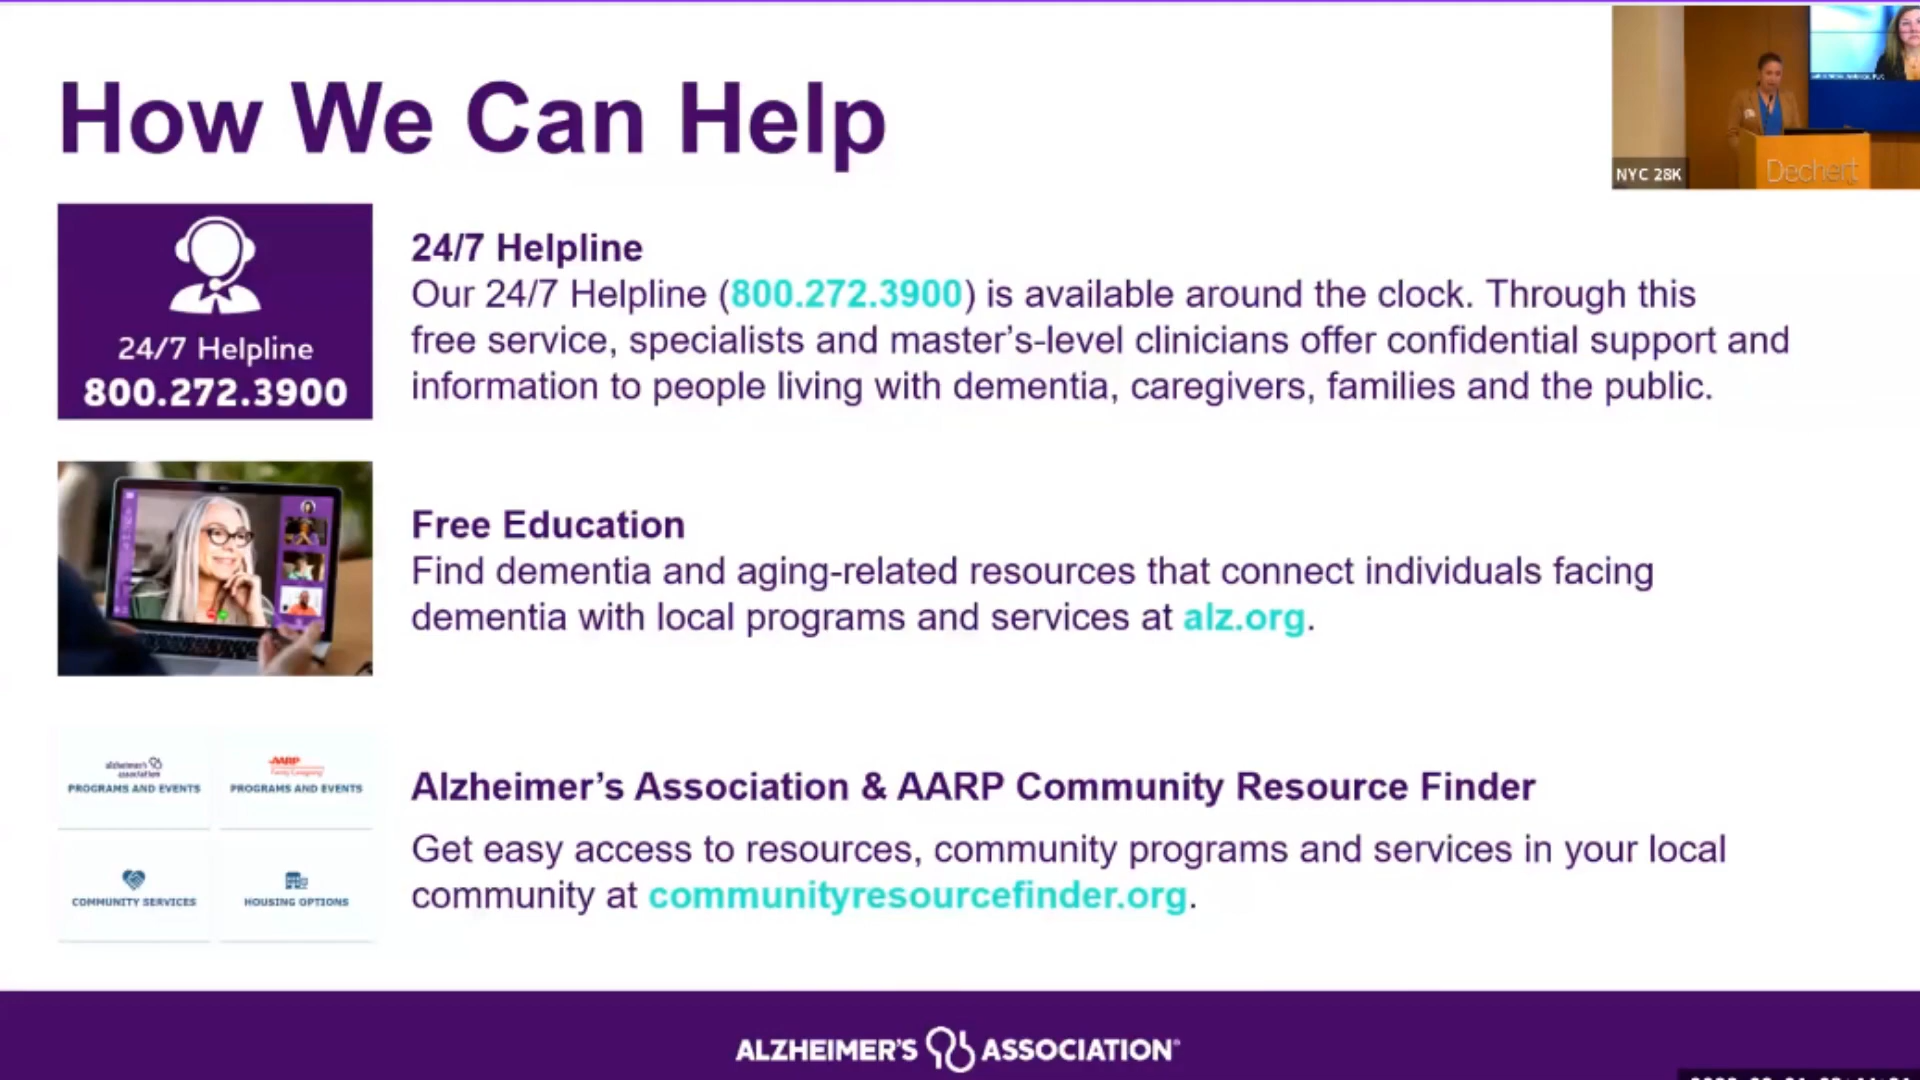 How We Can Help
NYC 28K
Dechert
24/7 Helpline
800.272.3900
24/7 Helpline
Our 24/7 Helpline (800.272.3900) is available around the clock. Through this
free service, specialists and master’s-level clinicians offer confidential support and
information to people living with dementia, caregivers, families and the public.
Free Education
Find dementia and aging-related resources that connect individuals facing
dementia with local programs and services at alz.org.
alzheimer's
association
PROGRAMS AND EVENTS
AARP
Family Caregiving
PROGRAMS AND EVENTS
COMMUNITY SERVICES
HOUSING OPTIONS
Alzheimer’s Association & AARP Community Resource Finder
Get easy access to resources, community programs and services in your local
community at communityresourcefinder.org.
ALZHEIMER'S ASSOCIATION®